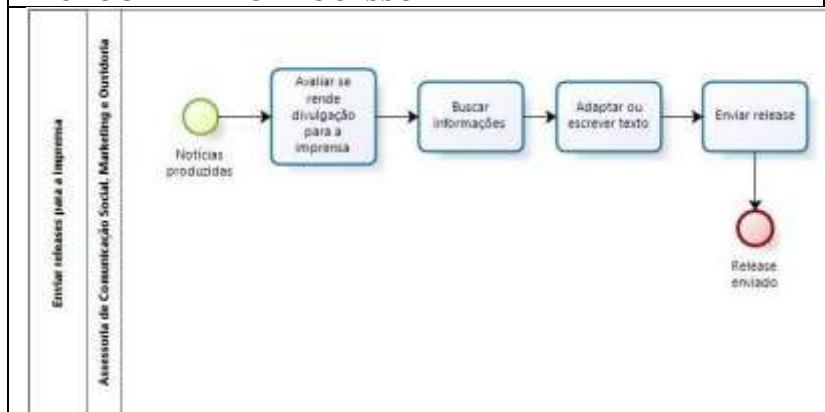 Enviar releases para a Imprensa
Assessoria de Comunicação Social, Marketing e Ouvidoria
Notícias
produzidas
Avaliar se
rende
divulgação
para a
imprensa
Buscar
informações
Adaptar ou
escrever texto
Enviar release
Release
enviado